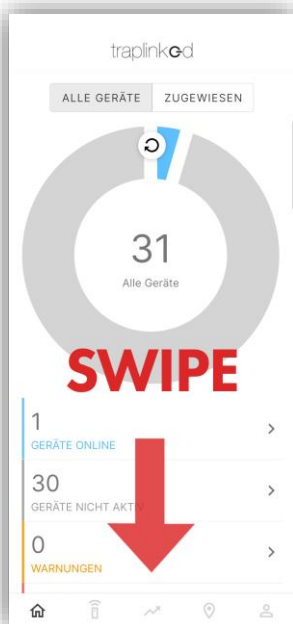 traplinked
ALLE GERÄTE ZUGEWIESEN
31
Alle Geräte
SWIPE
1
GERÄTE ONLINE
30
GERÄTE NICHT AKTIV
0
WARNUNGEN